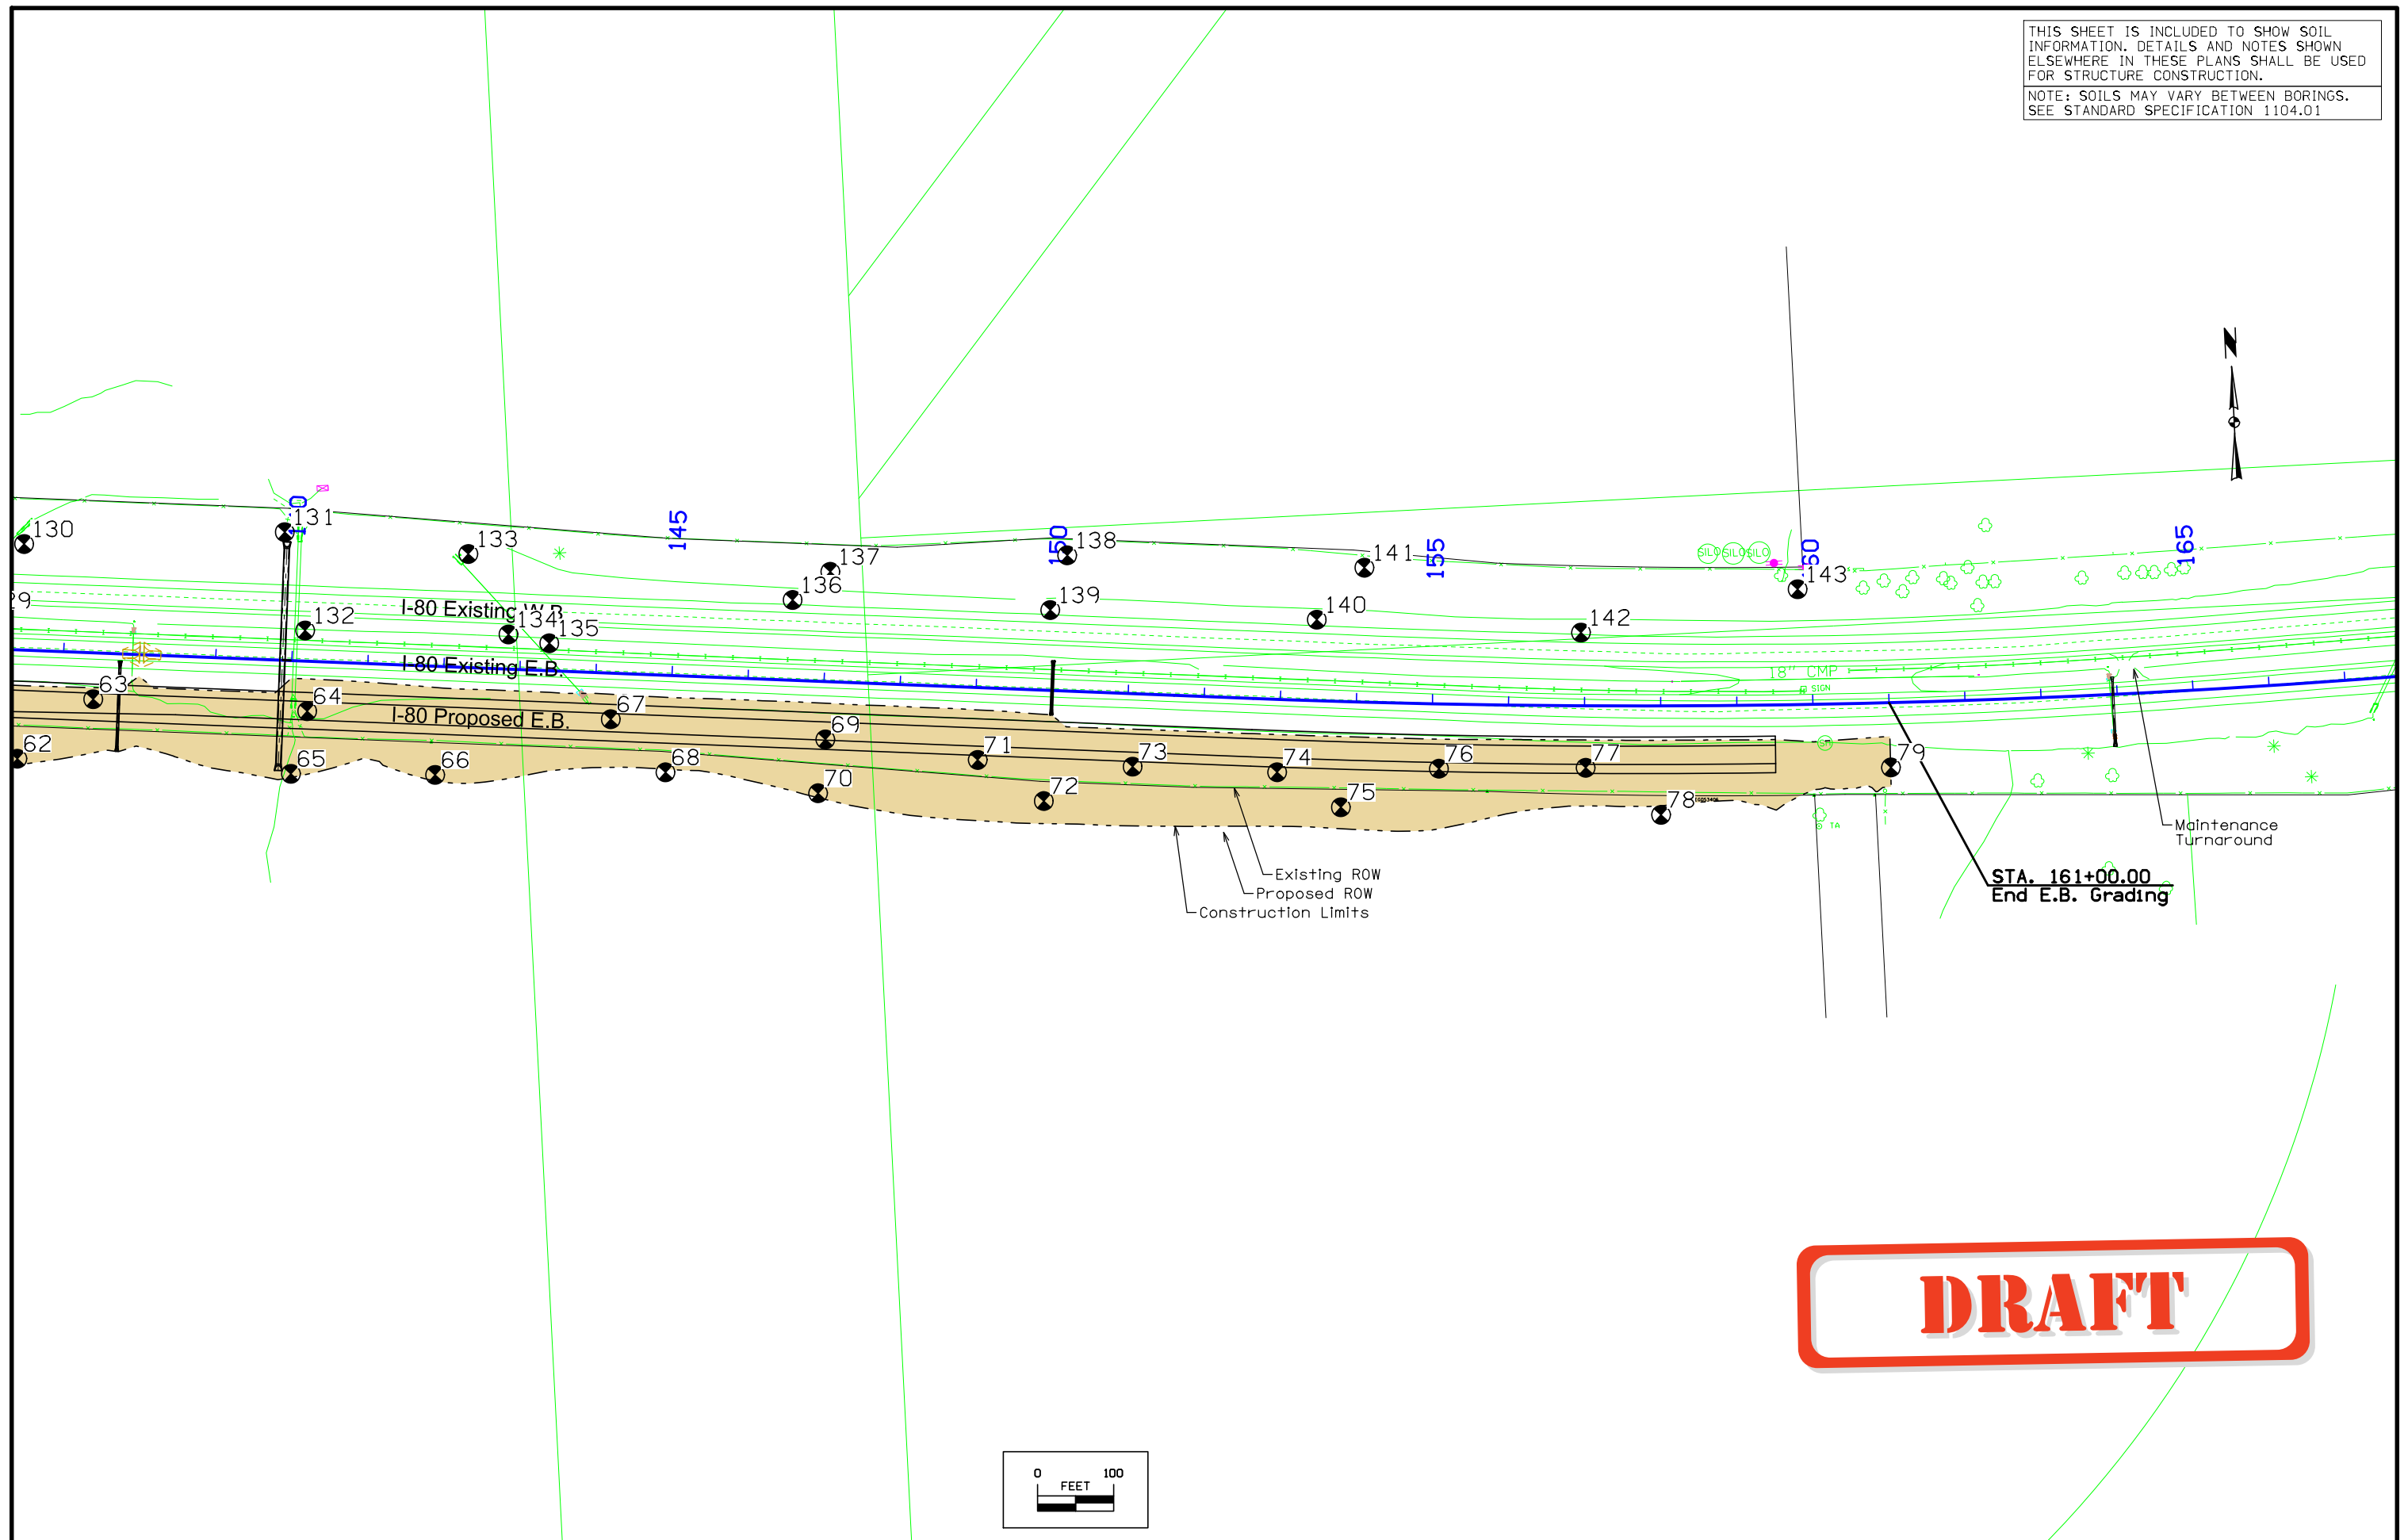 THIS SHEET IS INCLUDED TO SHOW SOIL
INFORMATION. DETAILS AND NOTES SHOWN
ELSEWHERE IN THESE PLANS SHALL BE USED
FOR STRUCTURE CONSTRUCTION.
NOTE: SOILS MAY VARY BETWEEN BORINGS.
SEE STANDARD SPECIFICATION 1104.01
N
130
131
133
145
137
150
138
141
155
SILO SILO SILO
143
165
136
139
140
142
132
I-80 Existing W.B.
134
135
I-80 Existing E.B.
18" CMP
SIGN
63
64
I-80 Proposed E.B.
67
69
71
73
74
76
77
79
62
65
66
68
70
72
75
78
TA
Maintenance
Turnaround
Existing ROW
Proposed ROW
Construction Limits
STA. 161+00.00
End E.B. Grading
DRAFT
0 100
FEET